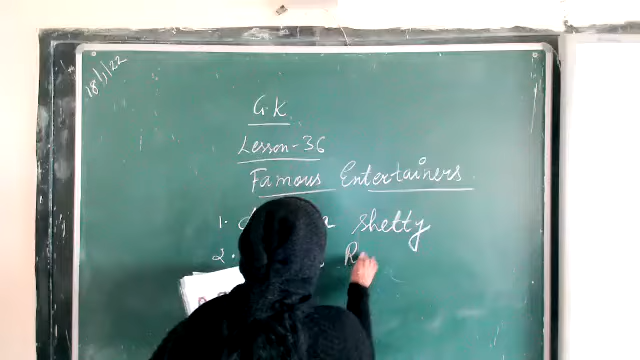 18/1/22
G.K
Lesson-36
Famous Entertainers
1. shetty
2. R